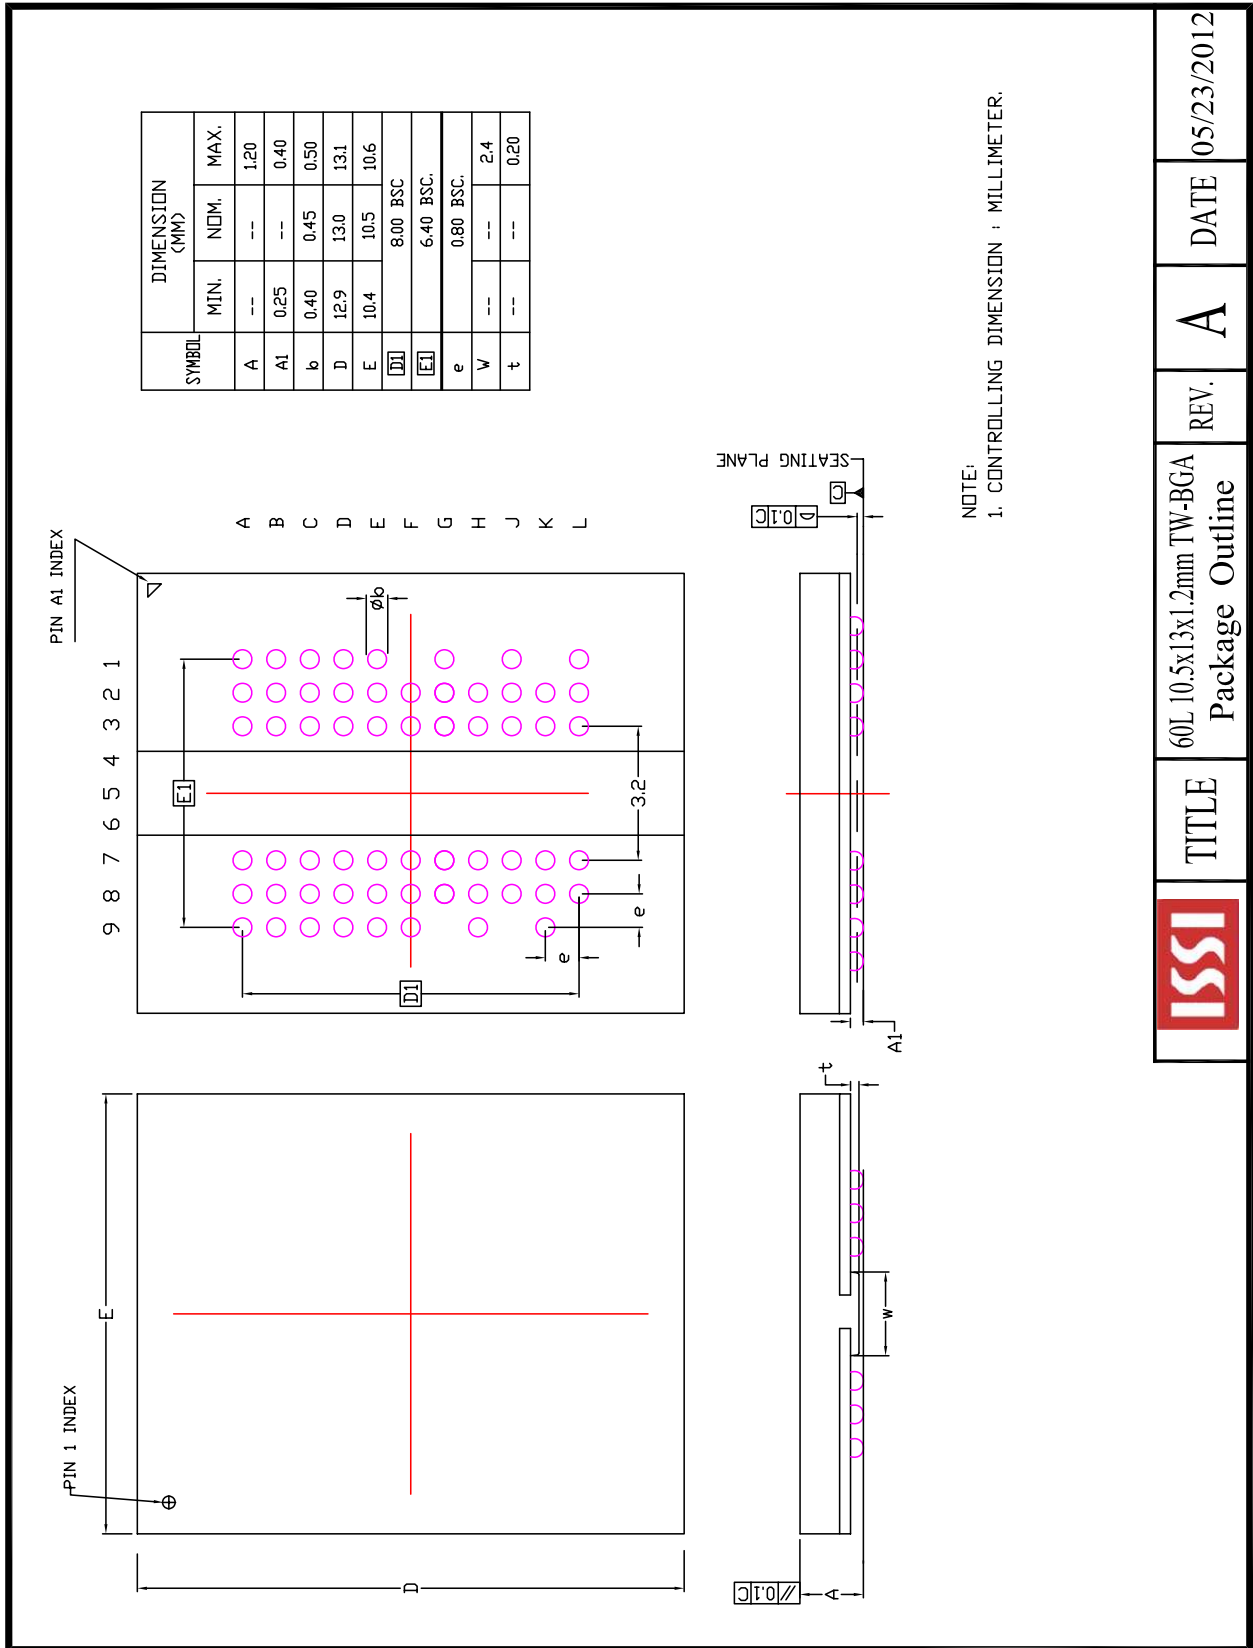 PIN 1 INDEX
E
D
PIN A1 INDEX
1 2 3 4 5 6 7 8 9
A
B
C
D
E
F
G
H
J
K
L
E1
D1
øb
3.2
e
e
SYMBOL
DIMENSION
(MM)
MIN. NOM. MAX.
A -- -- 1.20
A1 0.25 -- 0.40
b 0.40 0.45 0.50
D 12.9 13.0 13.1
E 10.4 10.5 10.6
D1 8.00 BSC
E1 6.40 BSC.
e 0.80 BSC.
W -- -- 2.4
t -- -- 0.20
// 0.1 C
A
w
t
A1
D 0.1 C
C
SEATING PLANE
NOTE:
1. CONTROLLING DIMENSION : MILLIMETER.
ISSI
TITLE
60L 10.5x13x1.2mm TW-BGA
Package Outline
REV.
A
DATE
05/23/2012